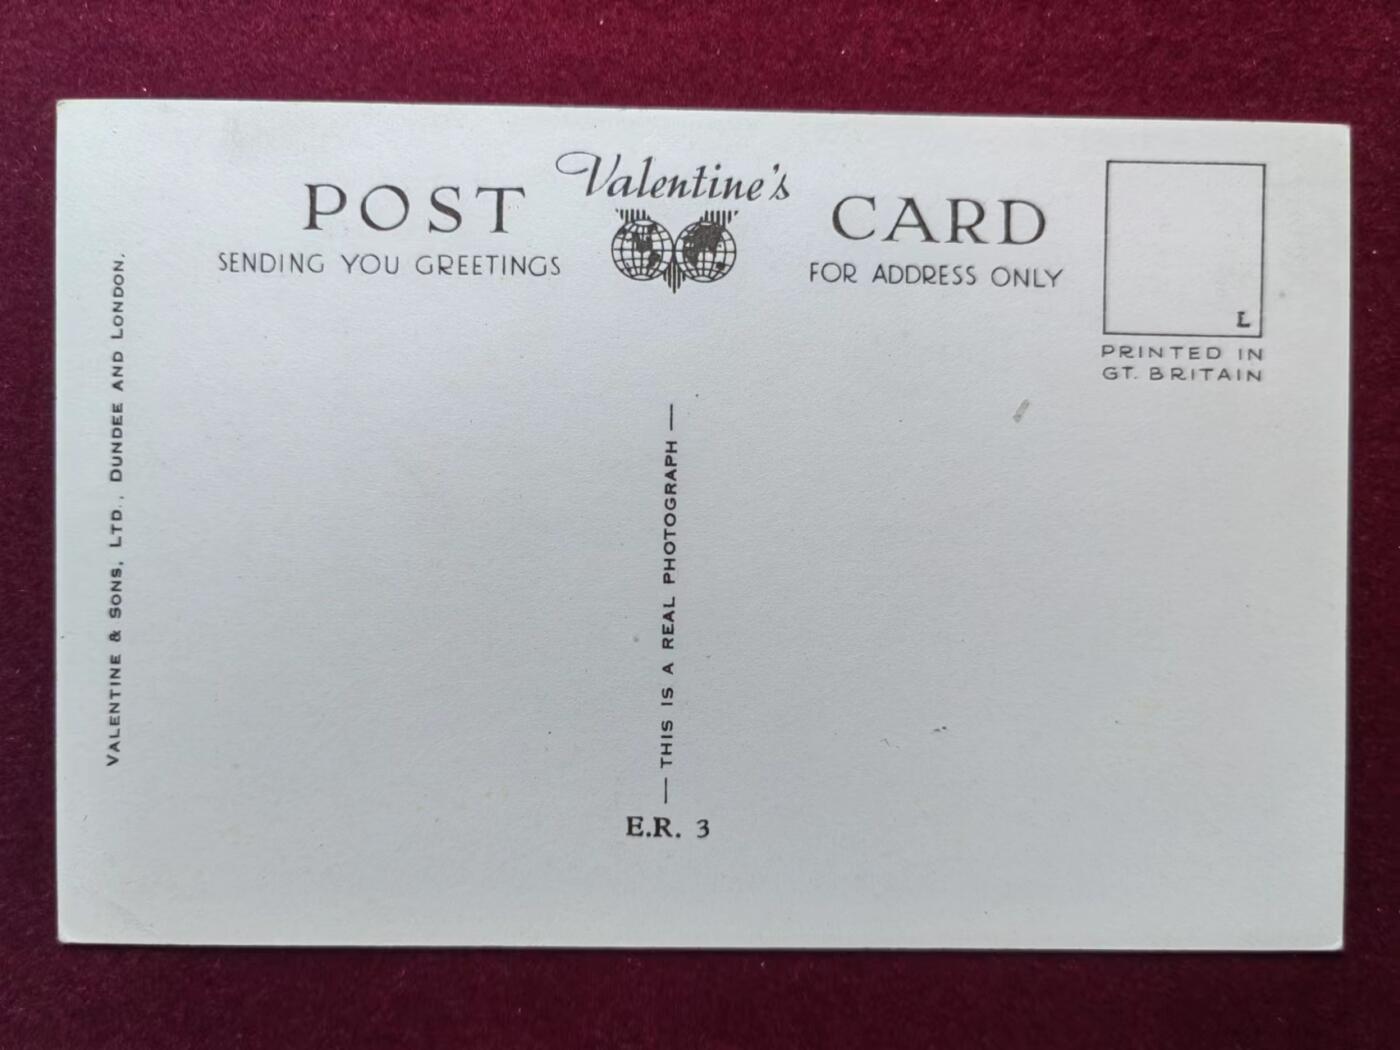 Valentine's
POST CARD
SENDING YOU GREETINGS
FOR ADDRESS ONLY
L
PRINTED IN
GT. BRITAIN
VALENTINE & SONS, LTD., DUNDEE AND LONDON.
— THIS IS A REAL PHOTOGRAPH —
E.R. 3